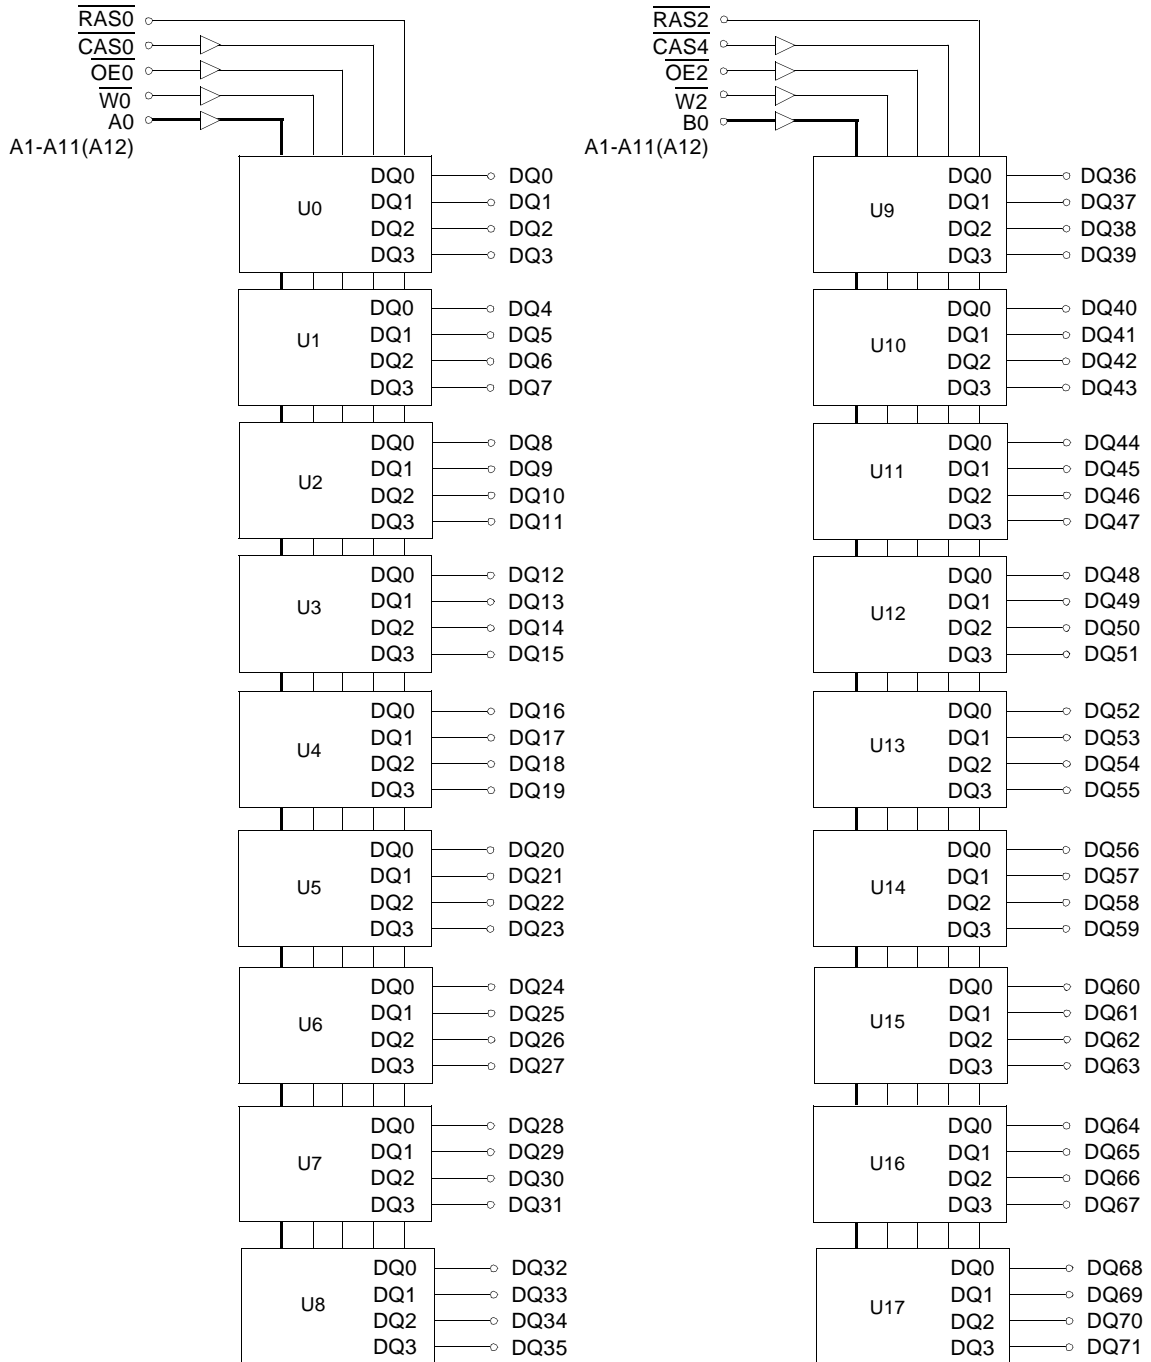 RAS0
CAS0
OE0
W0
A0
A1-A11(A12)
U0
DQ0 DQ0
DQ1 DQ1
DQ2 DQ2
DQ3 DQ3
U1
DQ0 DQ4
DQ1 DQ5
DQ2 DQ6
DQ3 DQ7
U2
DQ0 DQ8
DQ1 DQ9
DQ2 DQ10
DQ3 DQ11
U3
DQ0 DQ12
DQ1 DQ13
DQ2 DQ14
DQ3 DQ15
U4
DQ0 DQ16
DQ1 DQ17
DQ2 DQ18
DQ3 DQ19
U5
DQ0 DQ20
DQ1 DQ21
DQ2 DQ22
DQ3 DQ23
U6
DQ0 DQ24
DQ1 DQ25
DQ2 DQ26
DQ3 DQ27
U7
DQ0 DQ28
DQ1 DQ29
DQ2 DQ30
DQ3 DQ31
U8
DQ0 DQ32
DQ1 DQ33
DQ2 DQ34
DQ3 DQ35
RAS2
CAS4
OE2
W2
B0
A1-A11(A12)
U9
DQ0 DQ36
DQ1 DQ37
DQ2 DQ38
DQ3 DQ39
U10
DQ0 DQ40
DQ1 DQ41
DQ2 DQ42
DQ3 DQ43
U11
DQ0 DQ44
DQ1 DQ45
DQ2 DQ46
DQ3 DQ47
U12
DQ0 DQ48
DQ1 DQ49
DQ2 DQ50
DQ3 DQ51
U13
DQ0 DQ52
DQ1 DQ53
DQ2 DQ54
DQ3 DQ55
U14
DQ0 DQ56
DQ1 DQ57
DQ2 DQ58
DQ3 DQ59
U15
DQ0 DQ60
DQ1 DQ61
DQ2 DQ62
DQ3 DQ63
U16
DQ0 DQ64
DQ1 DQ65
DQ2 DQ66
DQ3 DQ67
U17
DQ0 DQ68
DQ1 DQ69
DQ2 DQ70
DQ3 DQ71